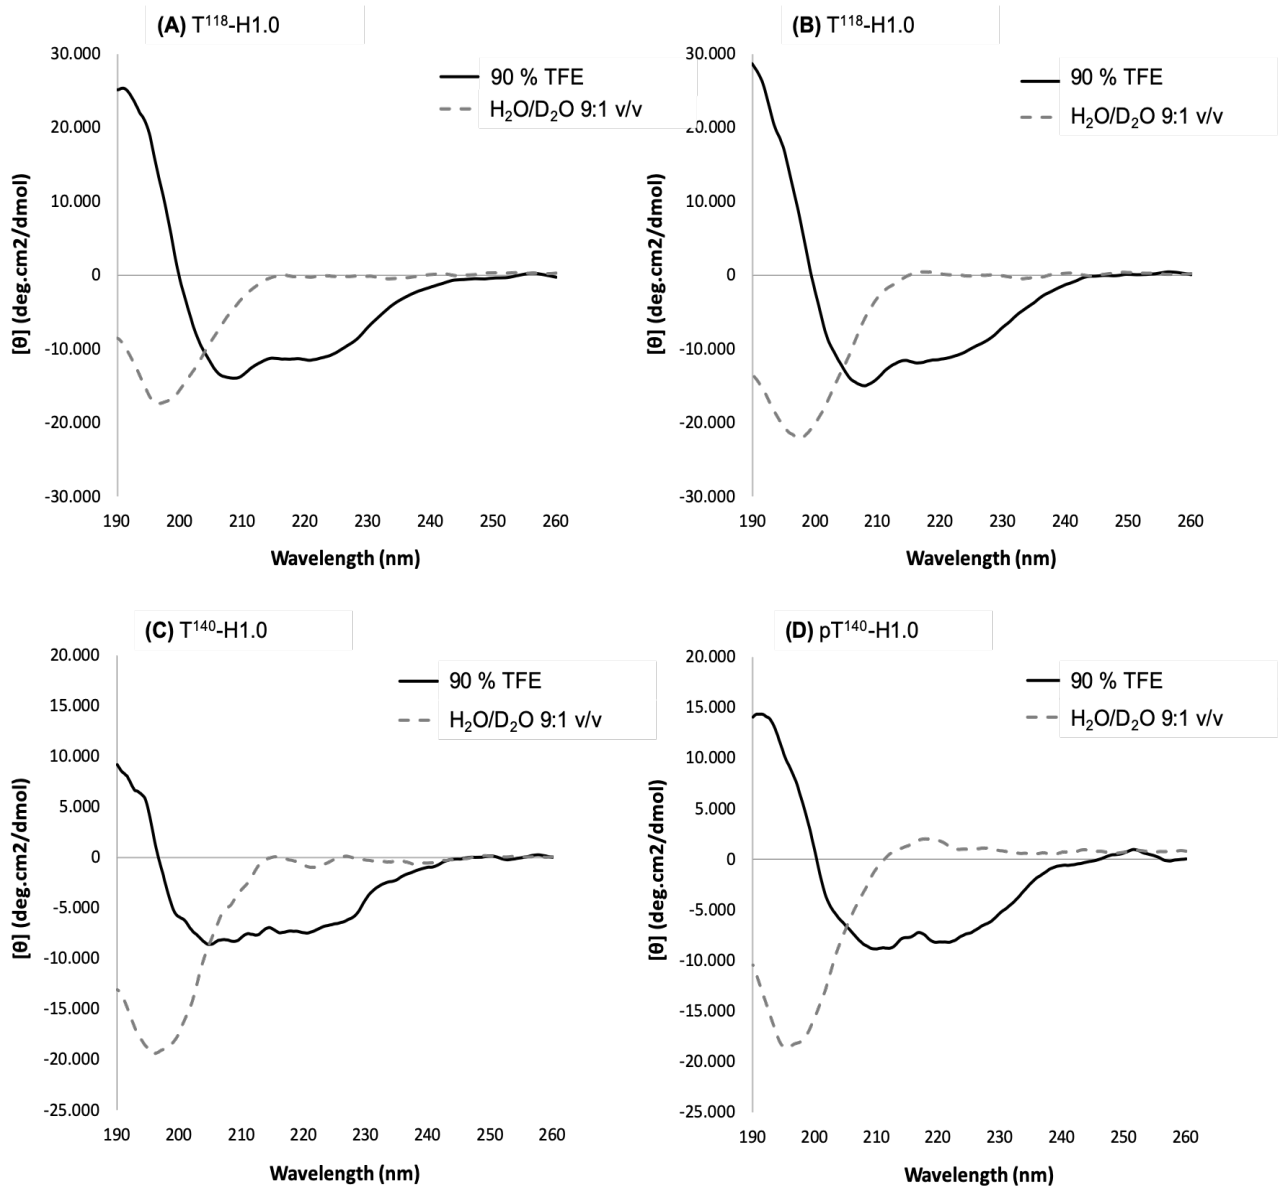 (A) T¹¹⁸-H1.0
30.000
20.000
10.000
0
-10.000
-20.000
-30.000
[θ] (deg.cm2/dmol)
90 % TFE
H₂O/D₂O 9:1 v/v
190 200 210 220 230 240 250 260
Wavelength (nm)
(B) T¹¹⁸-H1.0
30.000
20.000
10.000
0
-10.000
-20.000
-30.000
[θ] (deg.cm2/dmol)
90 % TFE
H₂O/D₂O 9:1 v/v
190 200 210 220 230 240 250 260
Wavelength (nm)
(C) T¹⁴⁰-H1.0
20.000
15.000
10.000
5.000
0
-5.000
-10.000
-15.000
-20.000
-25.000
[θ] (deg.cm2/dmol)
90 % TFE
H₂O/D₂O 9:1 v/v
190 200 210 220 230 240 250 260
Wavelength (nm)
(D) pT¹⁴⁰-H1.0
20.000
15.000
10.000
5.000
0
-5.000
-10.000
-15.000
-20.000
-25.000
[θ] (deg.cm2/dmol)
90 % TFE
H₂O/D₂O 9:1 v/v
190 200 210 220 230 240 250 260
Wavelength (nm)